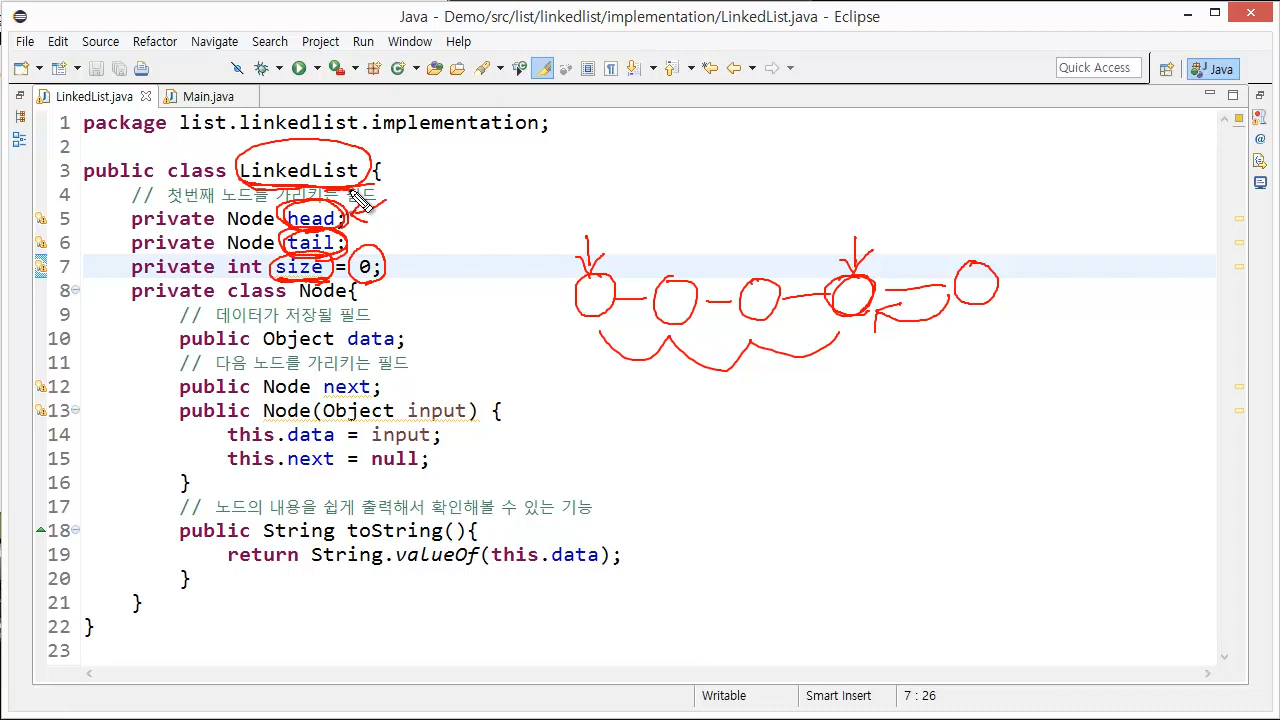 Java - Demo/src/list/linkedlist/implementation/LinkedList.java - Eclipse
File Edit Source Refactor Navigate Search Project Run Window Help
Quick Access Java
LinkedList.java Main.java
1 package list.linkedlist.implementation;
2
3 public class LinkedList {
4 // 첫번째 노드를 가리키는 필드
5 private Node head;
6 private Node tail;
7 private int size = 0;
8 private class Node{
9 // 데이터가 저장될 필드
10 public Object data;
11 // 다음 노드를 가리키는 필드
12 public Node next;
13 public Node(Object input) {
14 this.data = input;
15 this.next = null;
16 }
17 // 노드의 내용을 쉽게 출력해서 확인해볼 수 있는 기능
18 public String toString(){
19 return String.valueOf(this.data);
20 }
21 }
22 }
23
Writable Smart Insert 7 : 26